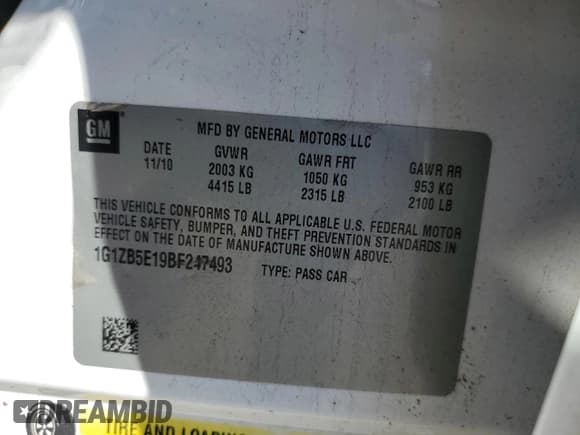 GM
MFD BY GENERAL MOTORS LLC
DATE GVWR GAWR FRT GAWR RR
11/10 2003 KG 1050 KG 953 KG
4415 LB 2315 LB 2100 LB
THIS VEHICLE CONFORMS TO ALL APPLICABLE U.S. FEDERAL MOTOR
VEHICLE SAFETY, BUMPER, AND THEFT PREVENTION STANDARDS IN
EFFECT ON THE DATE OF MANUFACTURE SHOWN ABOVE.
1G1ZB5E19BF247493 TYPE: PASS CAR
DREAMBID
TIRE AND LOADING